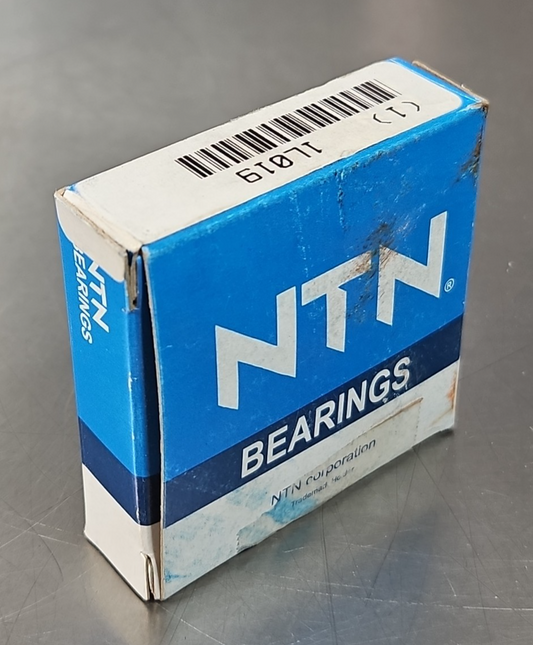 (1)
1L019
NTN®
BEARINGS
NTN corporation
NTN
BEARINGS